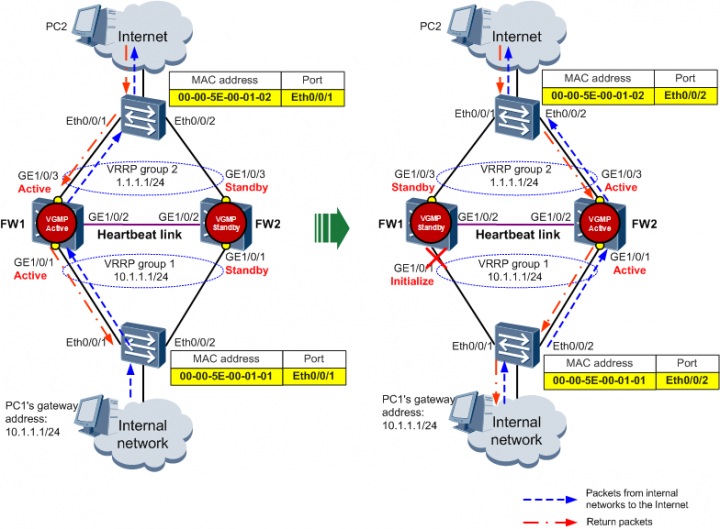 PC2
Internet
MAC address Port
00-00-5E-00-01-02 Eth0/0/1
Eth0/0/1
Eth0/0/2
VRRP group 2
1.1.1.1/24
GE1/0/3
Active
GE1/0/3
Standby
FW1
VGMP
Active
GE1/0/2
GE1/0/2
VGMP
Standby
FW2
Heartbeat link
GE1/0/1
Active
VRRP group 1
10.1.1.1/24
GE1/0/1
Standby
Eth0/0/1
Eth0/0/2
MAC address Port
00-00-5E-00-01-01 Eth0/0/1
PC1's gateway
address:
10.1.1.1/24
Internal
network
PC2
Internet
MAC address Port
00-00-5E-00-01-02 Eth0/0/2
Eth0/0/1
Eth0/0/2
VRRP group 2
1.1.1.1/24
GE1/0/3
Standby
GE1/0/3
Active
FW1
VGMP
Standby
GE1/0/2
GE1/0/2
VGMP
Active
FW2
Heartbeat link
GE1/0/1
Initialize
VRRP group 1
10.1.1.1/24
GE1/0/1
Active
Eth0/0/1
Eth0/0/2
MAC address Port
00-00-5E-00-01-01 Eth0/0/2
PC1's gateway
address:
10.1.1.1/24
Internal
network
Packets from internal
networks to the Internet
Return packets